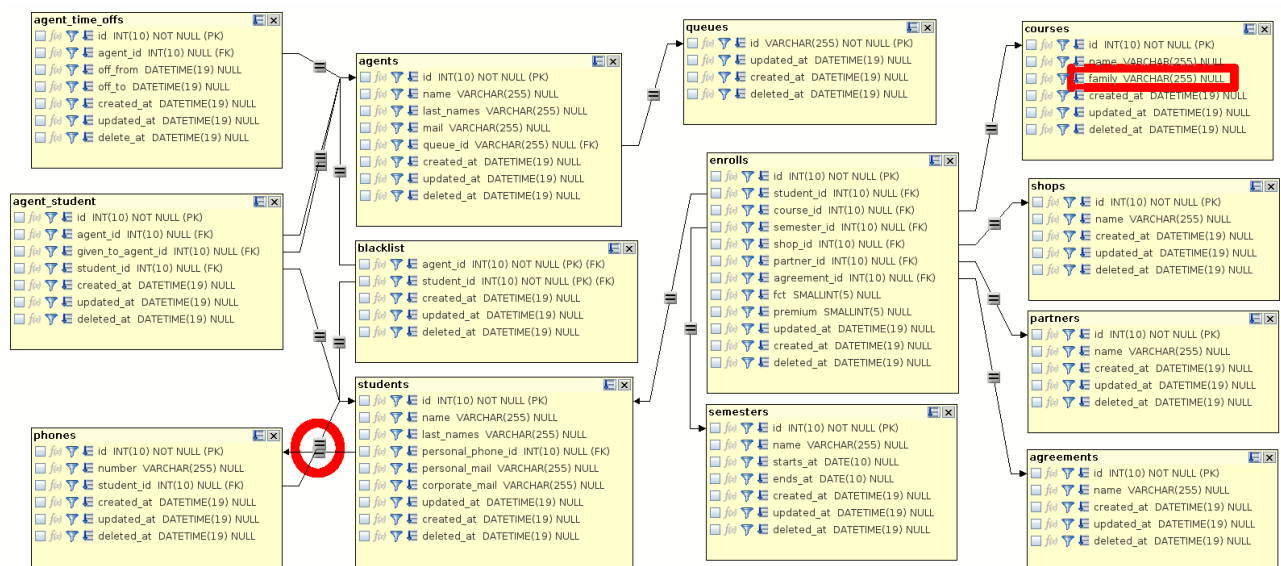 agent_time_offs
id INT(10) NOT NULL (PK)
agent_id INT(10) NULL (FK)
off_from DATETIME(19) NULL
off_to DATETIME(19) NULL
created_at DATETIME(19) NULL
updated_at DATETIME(19) NULL
delete_at DATETIME(19) NULL
agents
id INT(10) NOT NULL (PK)
name VARCHAR(255) NULL
last_names VARCHAR(255) NULL
mail VARCHAR(255) NULL
queue_id VARCHAR(255) NULL (FK)
created_at DATETIME(19) NULL
updated_at DATETIME(19) NULL
deleted_at DATETIME(19) NULL
queues
id VARCHAR(255) NOT NULL (PK)
updated_at DATETIME(19) NULL
created_at DATETIME(19) NULL
deleted_at DATETIME(19) NULL
courses
id INT(10) NOT NULL (PK)
name VARCHAR(255) NULL
family VARCHAR(255) NULL
created_at DATETIME(19) NULL
updated_at DATETIME(19) NULL
deleted_at DATETIME(19) NULL
agent_student
id INT(10) NOT NULL (PK)
agent_id INT(10) NULL (FK)
given_to_agent_id INT(10) NULL (FK)
student_id INT(10) NULL (FK)
created_at DATETIME(19) NULL
updated_at DATETIME(19) NULL
deleted_at DATETIME(19) NULL
blacklist
agent_id INT(10) NOT NULL (PK) (FK)
student_id INT(10) NOT NULL (PK) (FK)
created_at DATETIME(19) NULL
updated_at DATETIME(19) NULL
deleted_at DATETIME(19) NULL
enrolls
id INT(10) NOT NULL (PK)
student_id INT(10) NULL (FK)
course_id INT(10) NULL (FK)
semester_id INT(10) NULL (FK)
shop_id INT(10) NULL (FK)
partner_id INT(10) NULL (FK)
agreement_id INT(10) NULL (FK)
fct SMALLINT(5) NULL
premium SMALLINT(5) NULL
updated_at DATETIME(19) NULL
created_at DATETIME(19) NULL
deleted_at DATETIME(19) NULL
shops
id INT(10) NOT NULL (PK)
name VARCHAR(255) NULL
created_at DATETIME(19) NULL
updated_at DATETIME(19) NULL
deleted_at DATETIME(19) NULL
partners
id INT(10) NOT NULL (PK)
name VARCHAR(255) NULL
created_at DATETIME(19) NULL
updated_at DATETIME(19) NULL
deleted_at DATETIME(19) NULL
phones
id INT(10) NOT NULL (PK)
number VARCHAR(255) NULL
student_id INT(10) NULL (FK)
created_at DATETIME(19) NULL
updated_at DATETIME(19) NULL
deleted_at DATETIME(19) NULL
students
id INT(10) NOT NULL (PK)
name VARCHAR(255) NULL
last_names VARCHAR(255) NULL
personal_phone_id INT(10) NULL (FK)
personal_mail VARCHAR(255) NULL
corporate_mail VARCHAR(255) NULL
updated_at DATETIME(19) NULL
created_at DATETIME(19) NULL
deleted_at DATETIME(19) NULL
semesters
id INT(10) NOT NULL (PK)
name VARCHAR(255) NULL
starts_at DATE(10) NULL
ends_at DATE(10) NULL
created_at DATETIME(19) NULL
updated_at DATETIME(19) NULL
deleted_at DATETIME(19) NULL
agreements
id INT(10) NOT NULL (PK)
name VARCHAR(255) NULL
created_at DATETIME(19) NULL
updated_at DATETIME(19) NULL
deleted_at DATETIME(19) NULL